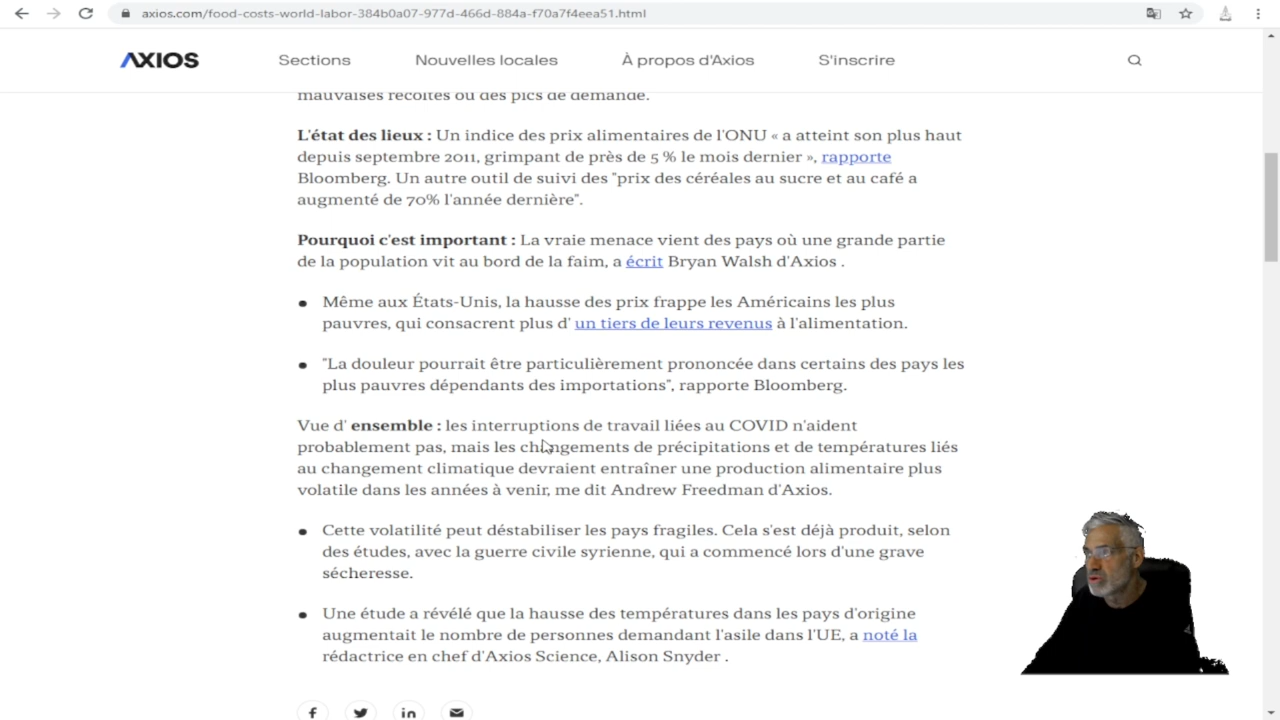 axios.com/food-costs-world-labor-384b0a07-977d-466d-884a-f70a7f4eea51.html
AXIOS
Sections
Nouvelles locales
À propos d'Axios
S'inscrire
mauvaises récoltes ou des pics de demande.
L'état des lieux : Un indice des prix alimentaires de l'ONU « a atteint son plus haut
depuis septembre 2011, grimpant de près de 5 % le mois dernier », rapporte
Bloomberg. Un autre outil de suivi des "prix des céréales au sucre et au café a
augmenté de 70% l'année dernière".
Pourquoi c'est important : La vraie menace vient des pays où une grande partie
de la population vit au bord de la faim, a écrit Bryan Walsh d'Axios .
Même aux États-Unis, la hausse des prix frappe les Américains les plus
pauvres, qui consacrent plus d' un tiers de leurs revenus à l'alimentation.
"La douleur pourrait être particulièrement prononcée dans certains des pays les
plus pauvres dépendants des importations", rapporte Bloomberg.
Vue d' ensemble : les interruptions de travail liées au COVID n'aident
probablement pas, mais les changements de précipitations et de températures liés
au changement climatique devraient entraîner une production alimentaire plus
volatile dans les années à venir, me dit Andrew Freedman d'Axios.
Cette volatilité peut déstabiliser les pays fragiles. Cela s'est déjà produit, selon
des études, avec la guerre civile syrienne, qui a commencé lors d'une grave
sécheresse.
Une étude a révélé que la hausse des températures dans les pays d'origine
augmentait le nombre de personnes demandant l'asile dans l'UE, a noté la
rédactrice en chef d'Axios Science, Alison Snyder .